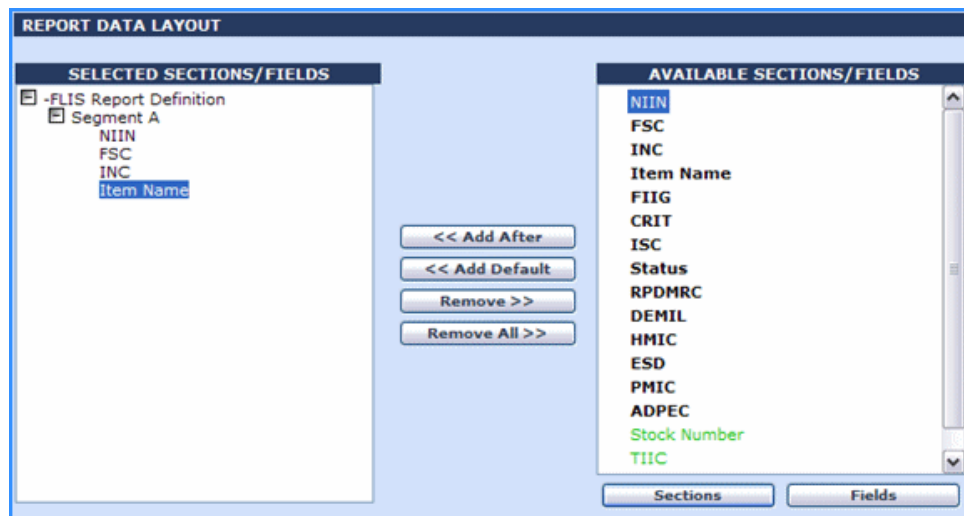 REPORT DATA LAYOUT
SELECTED SECTIONS/FIELDS
-FLIS Report Definition
Segment A
NIIN
FSC
INC
Item Name
<< Add After
<< Add Default
Remove >>
Remove All >>
AVAILABLE SECTIONS/FIELDS
NIIN
FSC
INC
Item Name
FIIG
CRIT
ISC
Status
RPDMRC
DEMIL
HMIC
ESD
PMIC
ADPEC
Stock Number
TIIC
Sections
Fields